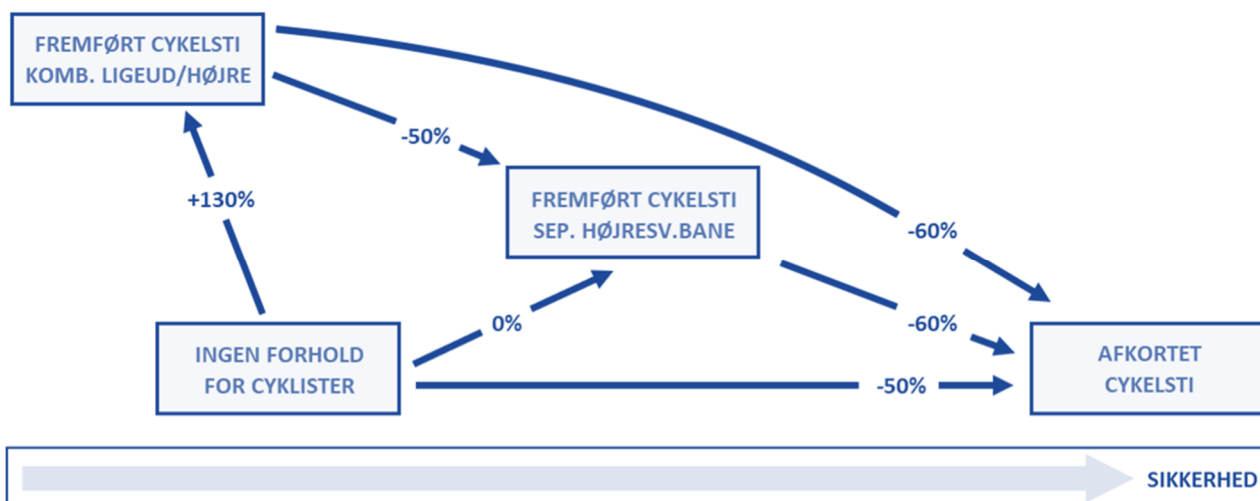 FREMFØRT CYKELSTI
KOMB. LIGEUD/HØJRE
-50%
+130%
FREMFØRT CYKELSTI
SEP. HØJRESV.BANE
-60%
0%
-60%
INGEN FORHOLD
FOR CYKLISTER
-50%
AFKORTET
CYKELSTI
SIKKERHED